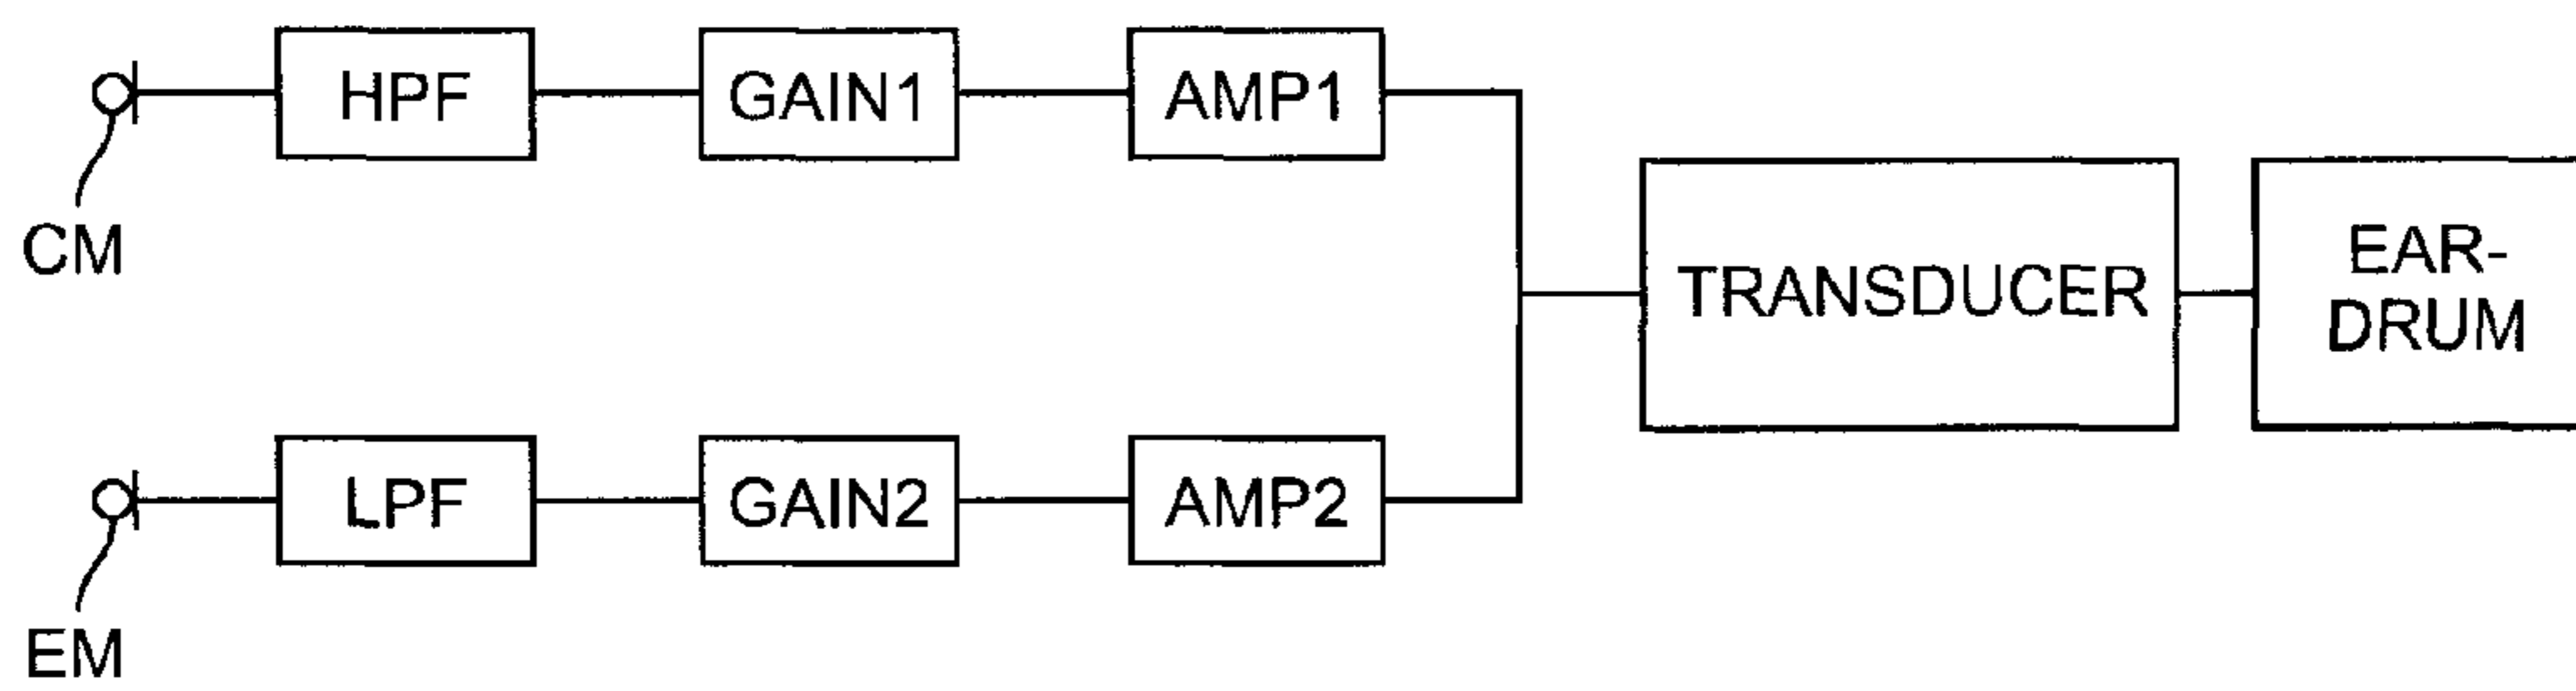 HPF
GAIN1
AMP1
CM
TRANSDUCER
EAR-
DRUM
LPF
GAIN2
AMP2
EM